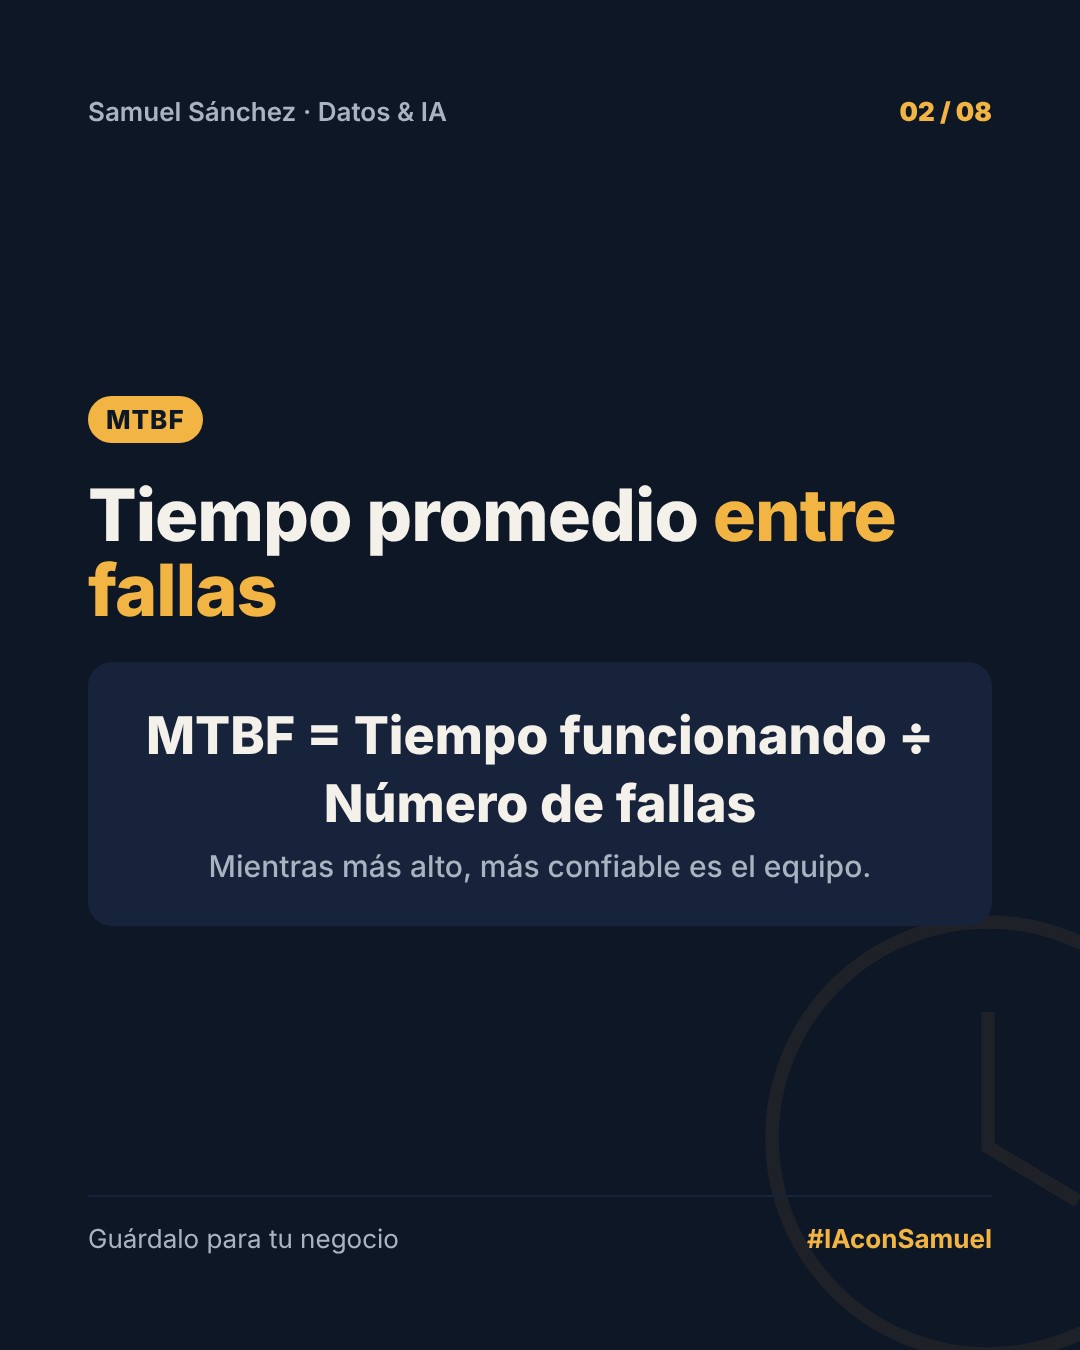 Samuel Sánchez · Datos & IA
02 / 08
MTBF
Tiempo promedio entre
fallas
MTBF = Tiempo funcionando ÷
Número de fallas
Mientras más alto, más confiable es el equipo.
Guárdalo para tu negocio
#IAconSamuel